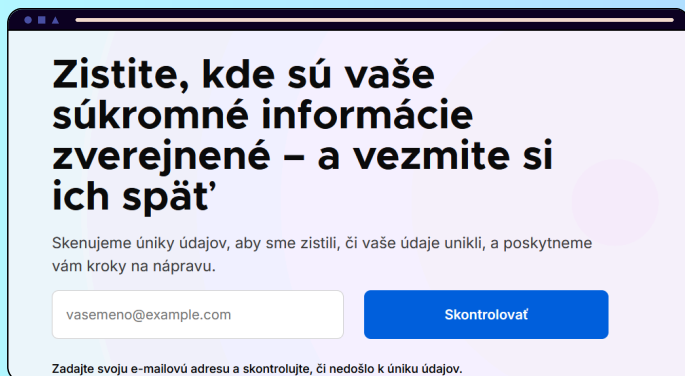 Zistite, kde sú vaše
súkromné informácie
zverejnené – a vezmite si
ich späť
Skenujeme úniky údajov, aby sme zistili, či vaše údaje unikli, a poskytneme
vám kroky na nápravu.
vasemeno@example.com
Skontrolovať
Zadajte svoju e-mailovú adresu a skontrolujte, či nedošlo k úniku údajov.